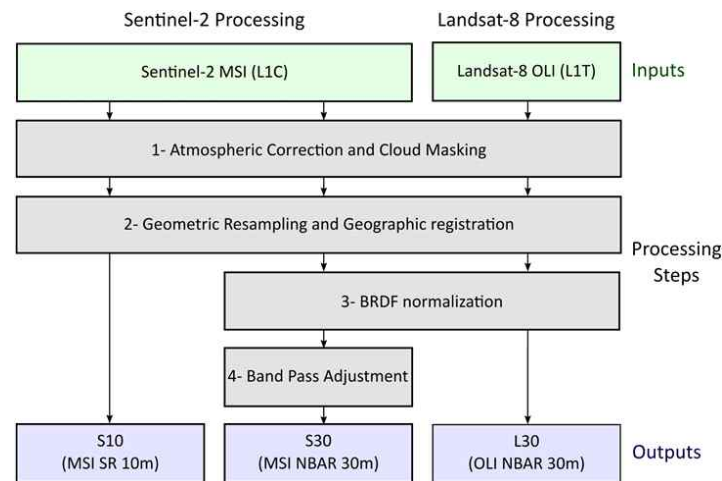 Sentinel-2 Processing
Landsat-8 Processing
Sentinel-2 MSI (L1C)
Landsat-8 OLI (L1T)
Inputs
1- Atmospheric Correction and Cloud Masking
2- Geometric Resampling and Geographic registration
Processing
Steps
3- BRDF normalization
4- Band Pass Adjustment
S10
(MSI SR 10m)
S30
(MSI NBAR 30m)
L30
(OLI NBAR 30m)
Outputs